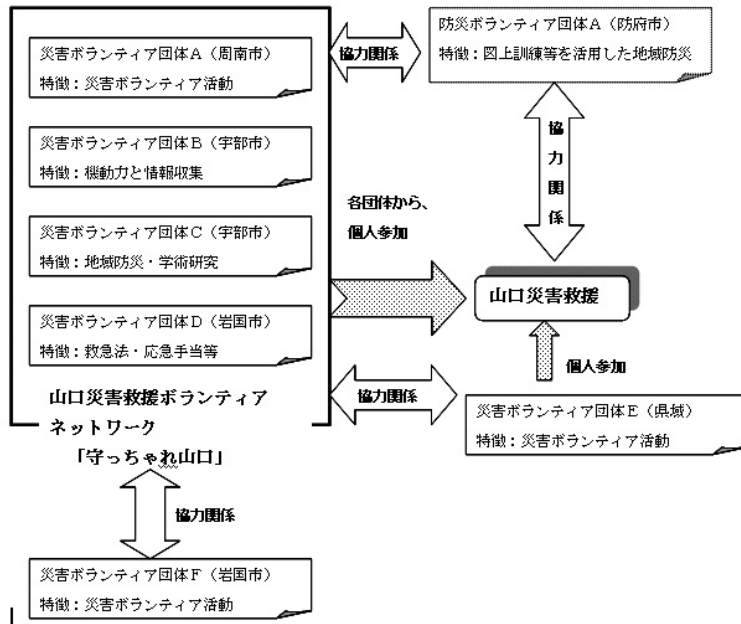 災害ボランティア団体A（周南市）
特徴：災害ボランティア活動
災害ボランティア団体B（宇部市）
特徴：機動力と情報収集
災害ボランティア団体C（宇部市）
特徴：地域防災・学術研究
災害ボランティア団体D（岩国市）
特徴：救急法・応急手当等
山口災害救援ボランティア
ネットワーク
「守っちゃれ山口」
協力関係
防災ボランティア団体A（防府市）
特徴：図上訓練等を活用した地域防災
協
力
関
係
各団体から、
個人参加
山口災害救援
個人参加
協力関係
災害ボランティア団体E（県域）
特徴：災害ボランティア活動
協力関係
災害ボランティア団体F（岩国市）
特徴：災害ボランティア活動